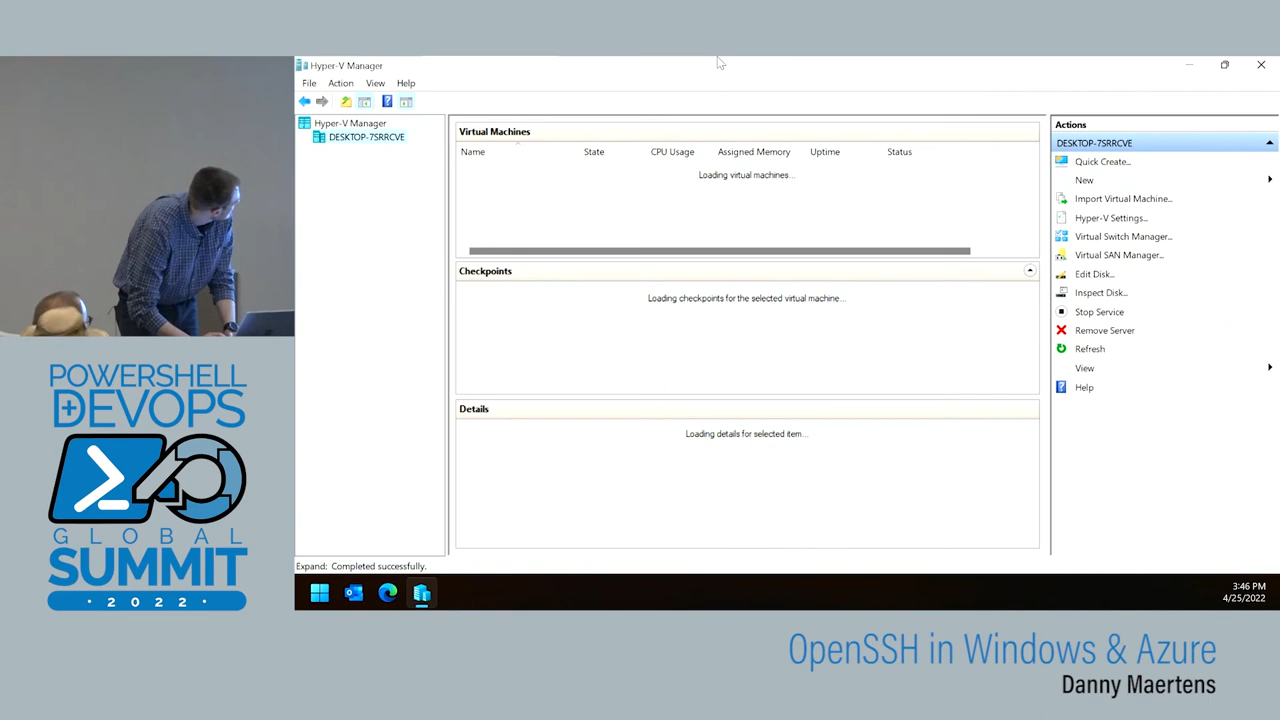 Hyper-V Manager
File Action View Help
Hyper-V Manager
DESKTOP-7SRRCVE
Virtual Machines
Name State CPU Usage Assigned Memory Uptime Status
Loading virtual machines...
Checkpoints
Loading checkpoints for the selected virtual machine...
Details
Loading details for selected item...
Actions
DESKTOP-7SRRCVE
Quick Create...
New
Import Virtual Machine...
Hyper-V Settings...
Virtual Switch Manager...
Virtual SAN Manager...
Edit Disk...
Inspect Disk...
Stop Service
Remove Server
Refresh
View
Help
Expand: Completed successfully.
3:46 PM
4/25/2022
POWERSHELL
+ DEVOPS
GLOBAL
SUMMIT
· 2022 ·
OpenSSH in Windows & Azure
Danny Maertens